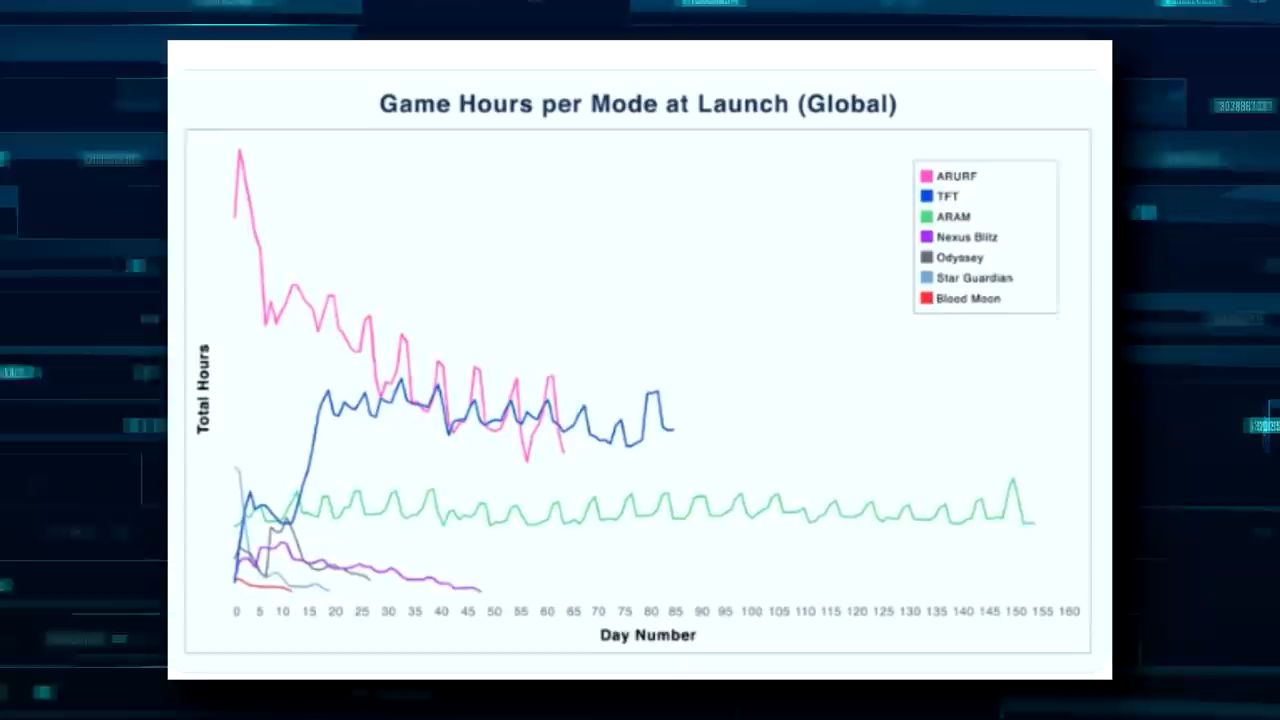 Game Hours per Mode at Launch (Global)
ARURF
TFT
ARAM
Nexus Blitz
Odyssey
Star Guardian
Blood Moon
Total Hours
0 5 10 15 20 25 30 35 40 45 50 55 60 65 70 75 80 85 90 95 100 105 110 115 120 125 130 135 140 145 150 155 160
Day Number